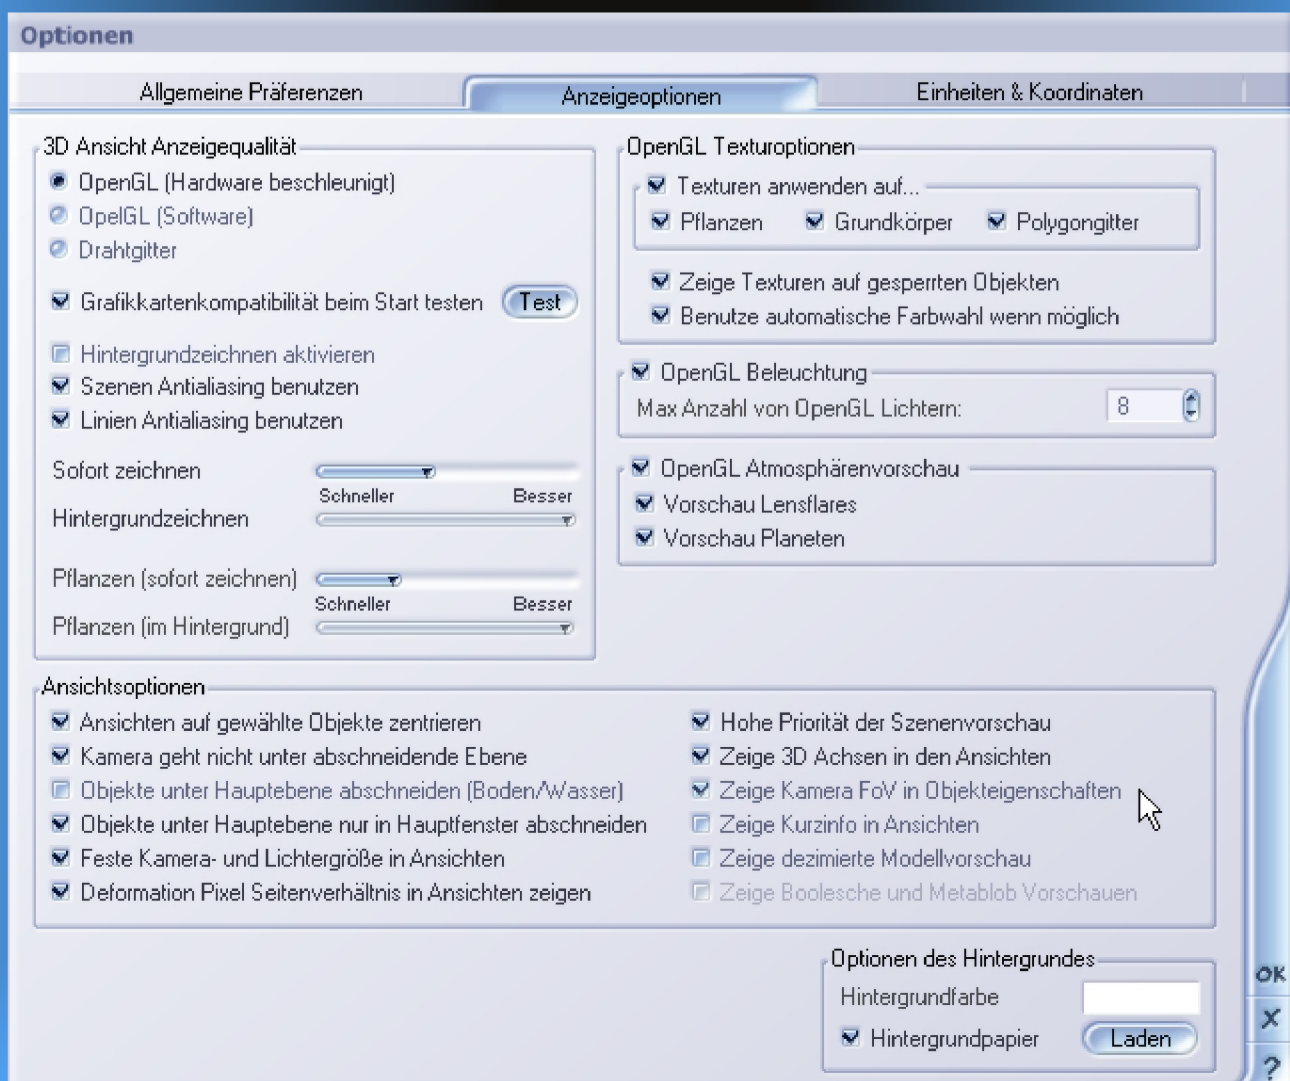 Optionen
Allgemeine Präferenzen
Anzeigeoptionen
Einheiten & Koordinaten
3D Ansicht Anzeigequalität
OpenGL (Hardware beschleunigt)
OpelGL (Software)
Drahtgitter
Grafikkartenkompatibilität beim Start testen Test
Hintergrundzeichnen aktivieren
Szenen Antialiasing benutzen
Linien Antialiasing benutzen
Sofort zeichnen
Schneller Besser
Hintergrundzeichnen
Pflanzen (sofort zeichnen)
Schneller Besser
Pflanzen (im Hintergrund)
OpenGL Texturoptionen
Texturen anwenden auf...
Pflanzen Grundkörper Polygongitter
Zeige Texturen auf gesperrten Objekten
Benutze automatische Farbwahl wenn möglich
OpenGL Beleuchtung
Max Anzahl von OpenGL Lichtern: 8
OpenGL Atmosphärenvorschau
Vorschau Lensflares
Vorschau Planeten
Ansichtsoptionen
Ansichten auf gewählte Objekte zentrieren
Kamera geht nicht unter abschneidende Ebene
Objekte unter Hauptebene abschneiden (Boden/Wasser)
Objekte unter Hauptebene nur in Hauptfenster abschneiden
Feste Kamera- und Lichtergröße in Ansichten
Deformation Pixel Seitenverhältnis in Ansichten zeigen
Hohe Priorität der Szenenvorschau
Zeige 3D Achsen in den Ansichten
Zeige Kamera FoV in Objekteigenschaften
Zeige Kurzinfo in Ansichten
Zeige dezimierte Modellvorschau
Zeige Boolesche und Metablob Vorschauen
Optionen des Hintergrundes
Hintergrundfarbe
Hintergrundpapier Laden
OK
X
?